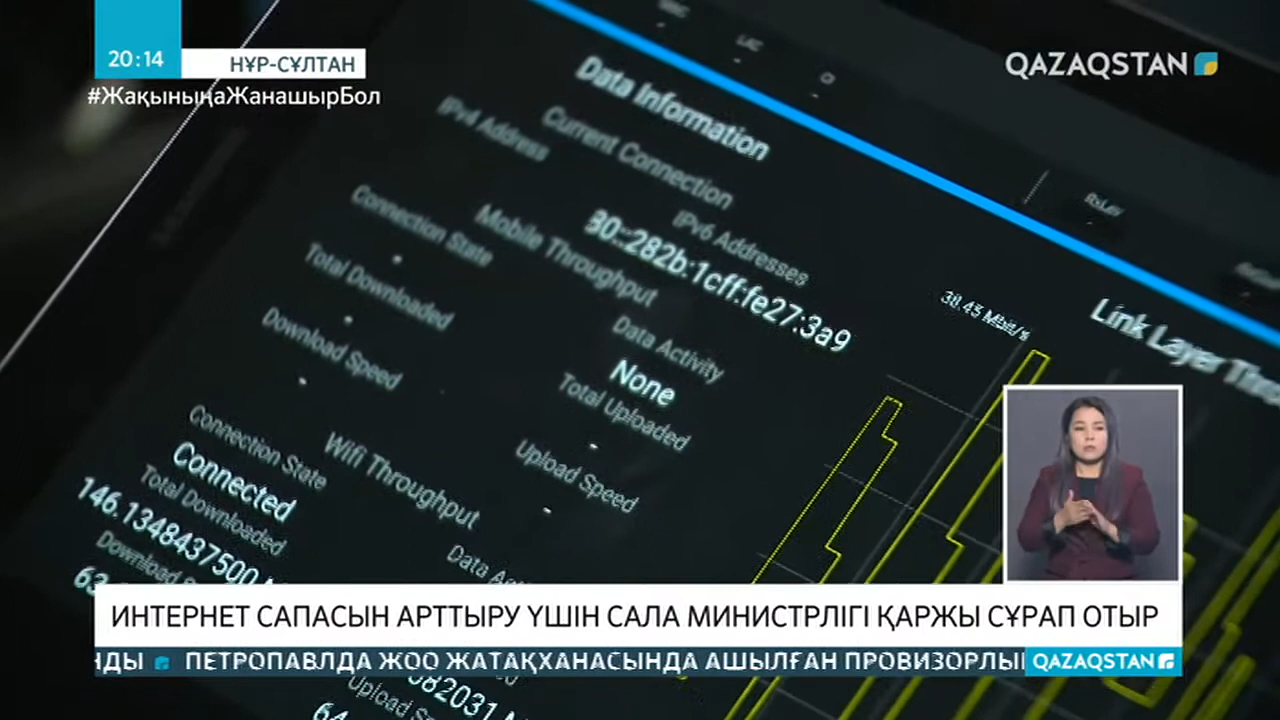 20:14
НҰР-СҰЛТАН
#ЖақыныңаЖанашырБол
QAZAQSTAN
Data Information
Current Connection
IPv4 Address
IPv6 Addresses
30::282b:1cff:fe27:3a9
Mobile Throughput
Connection State
Data Activity
None
Total Downloaded
Total Uploaded
Download Speed
Upload Speed
Wifi Throughput
Connection State
Connected
Total Downloaded
146.1348437500
38.43 Mbit/s
Link Layer
ИНТЕРНЕТ САПАСЫН АРТТЫРУ ҮШІН САЛА МИНИСТРЛІГІ ҚАРЖЫ СҰРАП ОТЫР
ПЕТРОПАВЛДА ЖОО ЖАТАҚХАНАСЫНДА АШЫЛҒАН
QAZAQSTAN
Upload